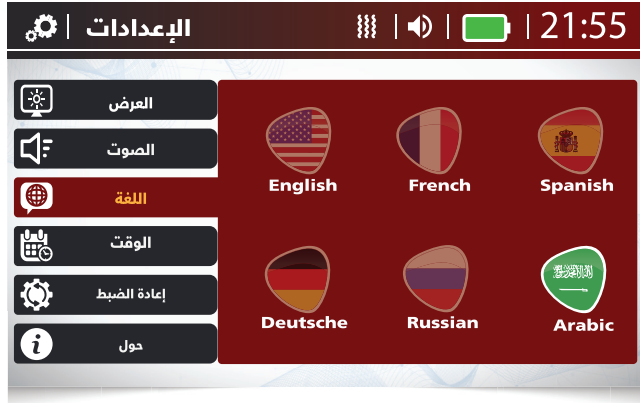 الإعدادات
21:55
العرض
الصوت
اللغة
الوقت
إعادة الضبط
حول
English
French
Spanish
Deutsche
Russian
Arabic